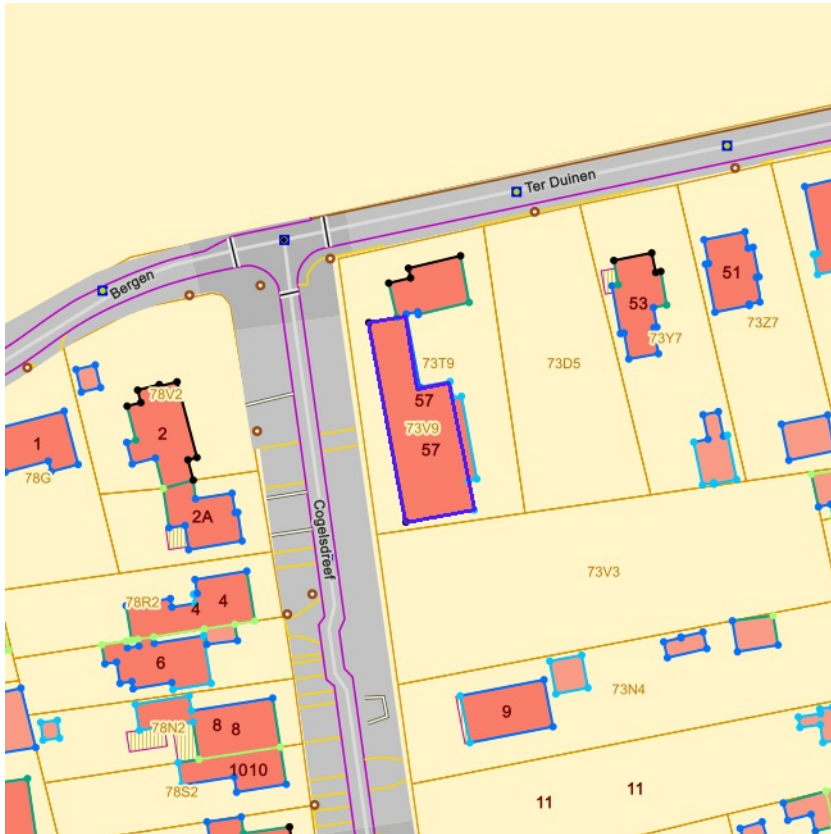 Ter Duinen
Bergen
51
53
73Z7
73Y7
73T9
73D5
57
73V9
57
78V2
2
1
78G
2A
Cogelsdreef
73V3
78R2
4
4
6
73N4
9
78N2
8
8
1010
78S2
11
11